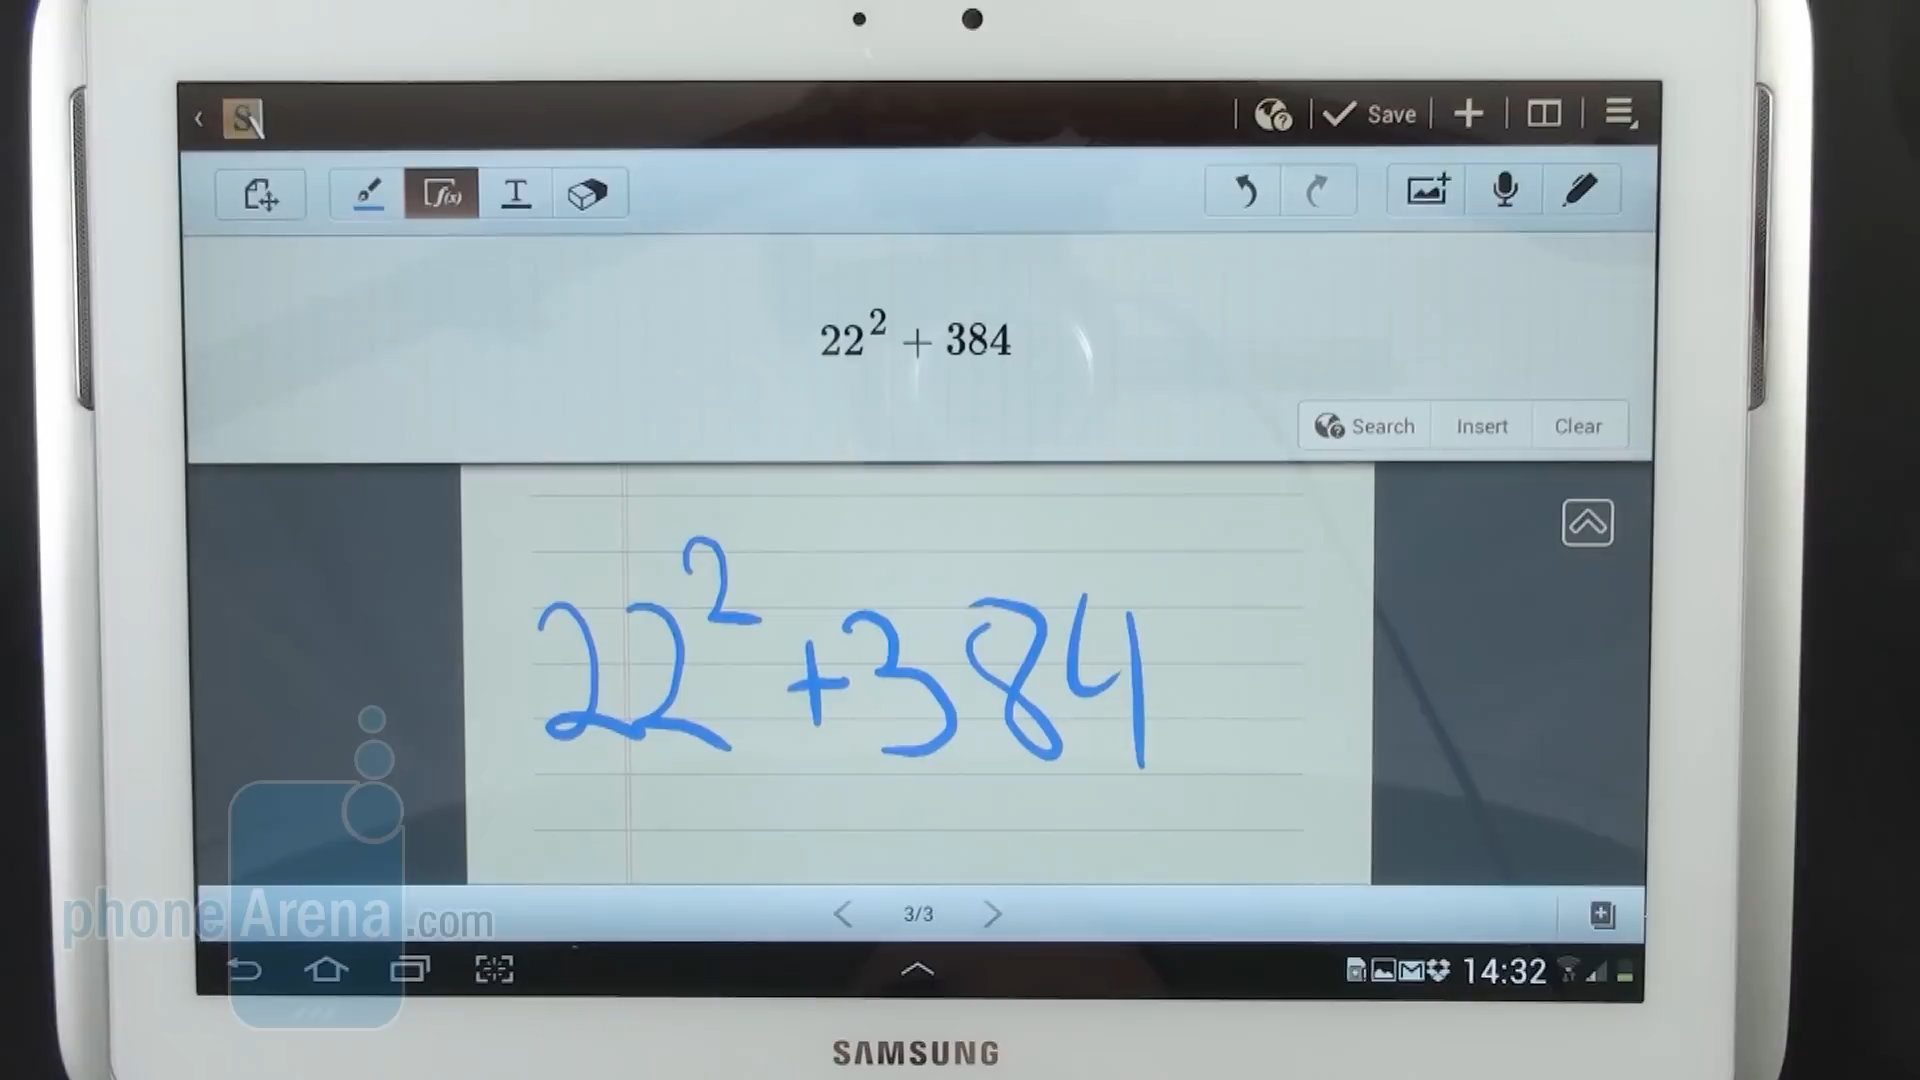 S
Save
f(x)
T
22² + 384
Search Insert Clear
22² + 384
3/3
phoneArena.com
14:32
SAMSUNG